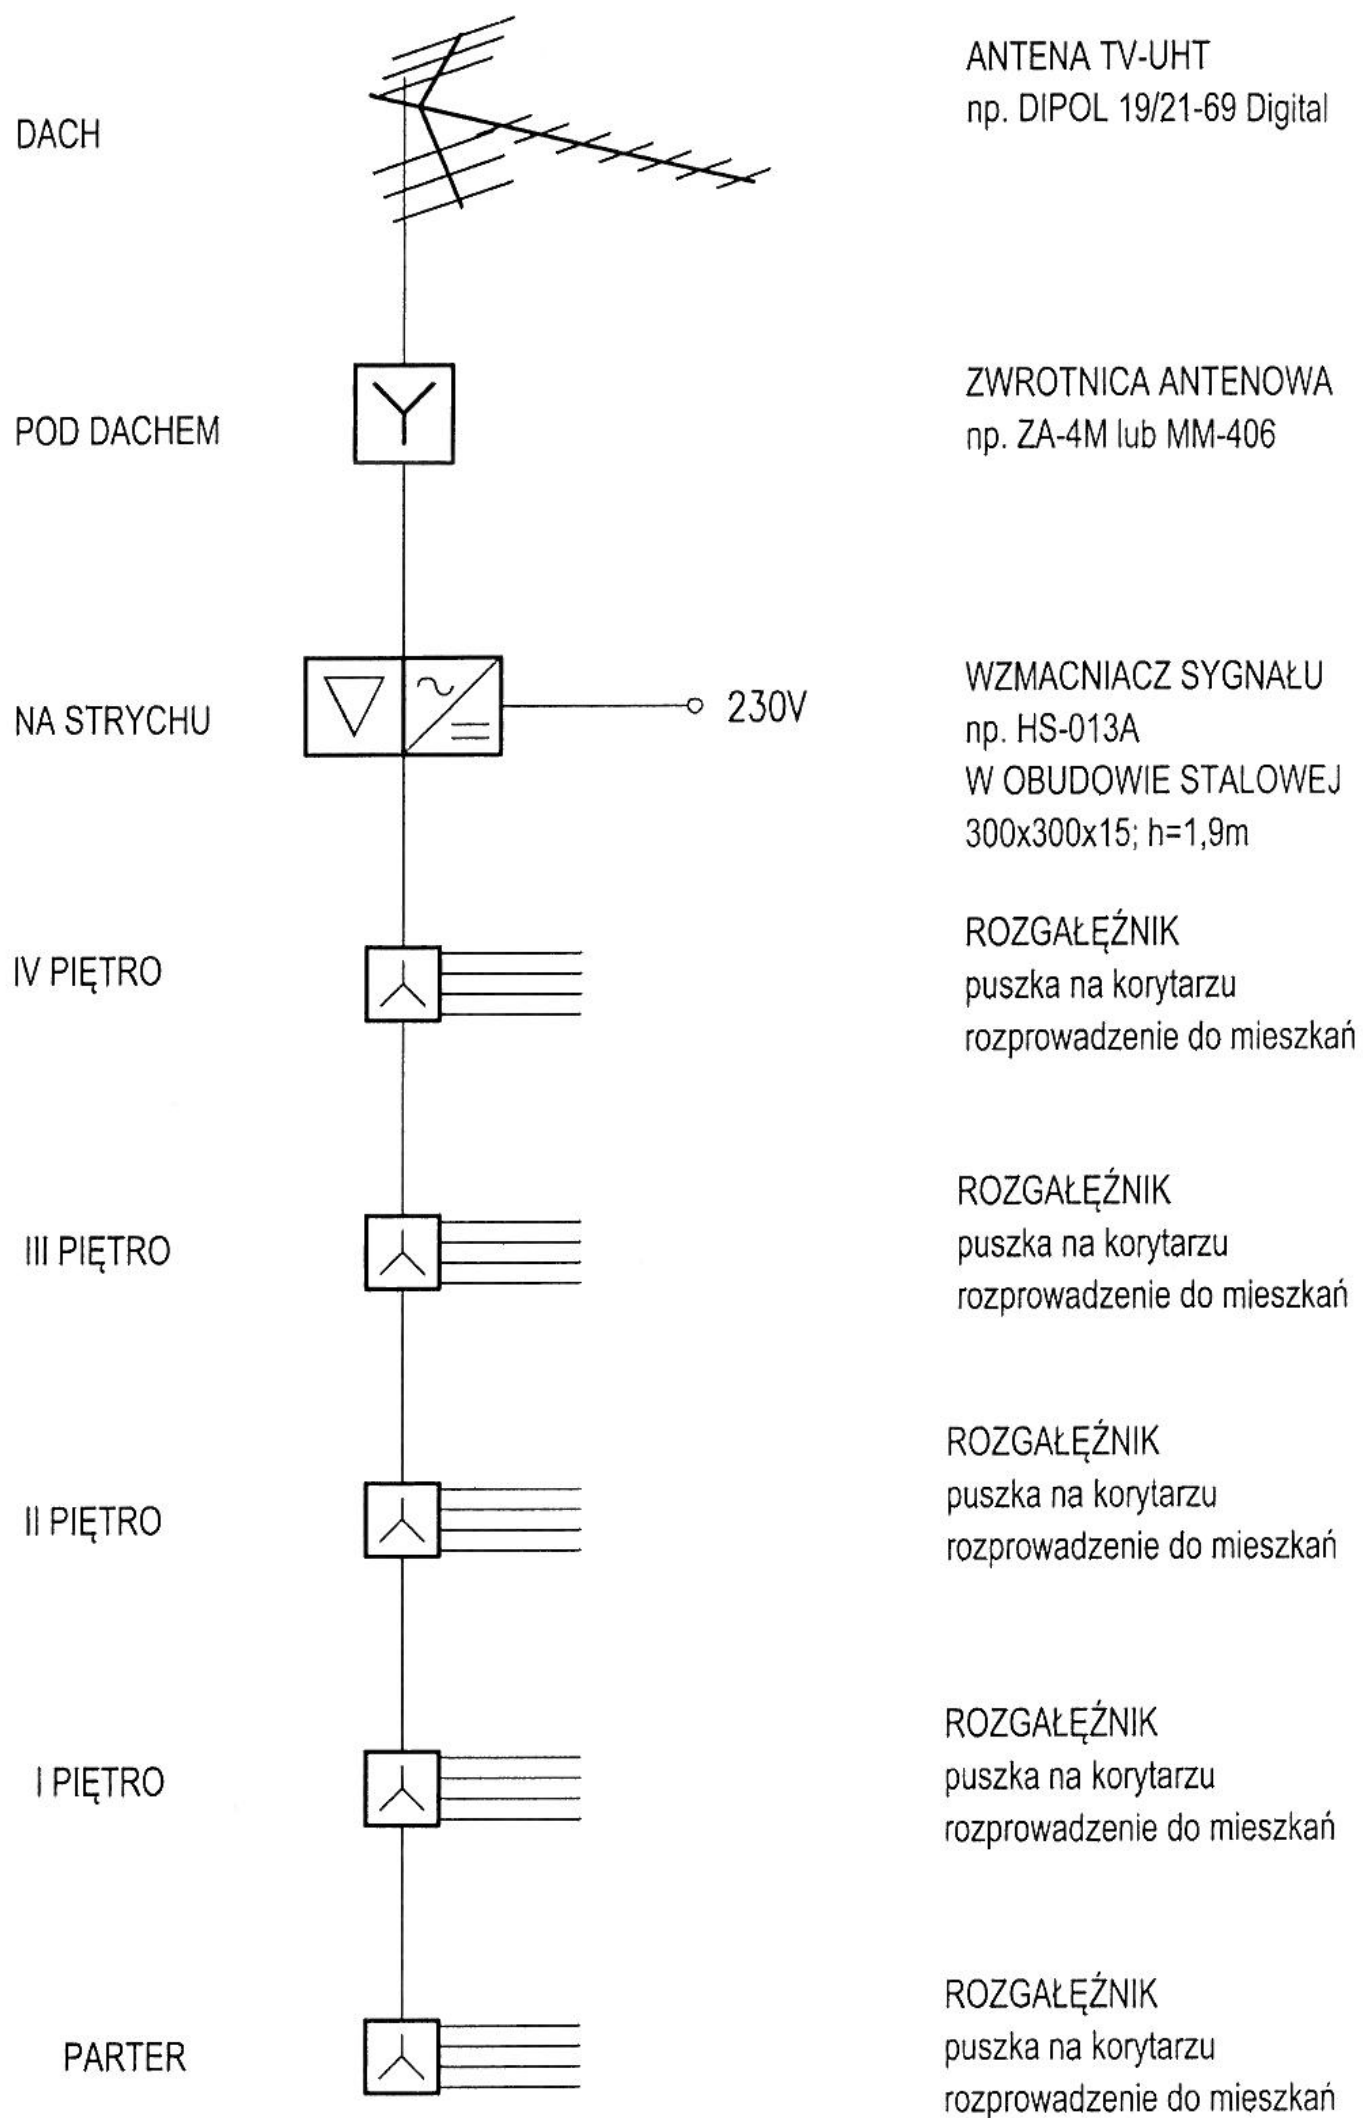 DACH
ANTENA TV-UHT
np. DIPOL 19/21-69 Digital
POD DACHEM
ZWROTNICA ANTENOWA
np. ZA-4M lub MM-406
NA STRYCHU
230V
WZMACNIACZ SYGNAŁU
np. HS-013A
W OBUDOWIE STALOWEJ
300x300x15; h=1,9m
IV PIĘTRO
ROZGAŁĘŹNIK
puszka na korytarzu
rozprowadzenie do mieszkań
III PIĘTRO
ROZGAŁĘŹNIK
puszka na korytarzu
rozprowadzenie do mieszkań
II PIĘTRO
ROZGAŁĘŹNIK
puszka na korytarzu
rozprowadzenie do mieszkań
I PIĘTRO
ROZGAŁĘŹNIK
puszka na korytarzu
rozprowadzenie do mieszkań
PARTER
ROZGAŁĘŹNIK
puszka na korytarzu
rozprowadzenie do mieszkań